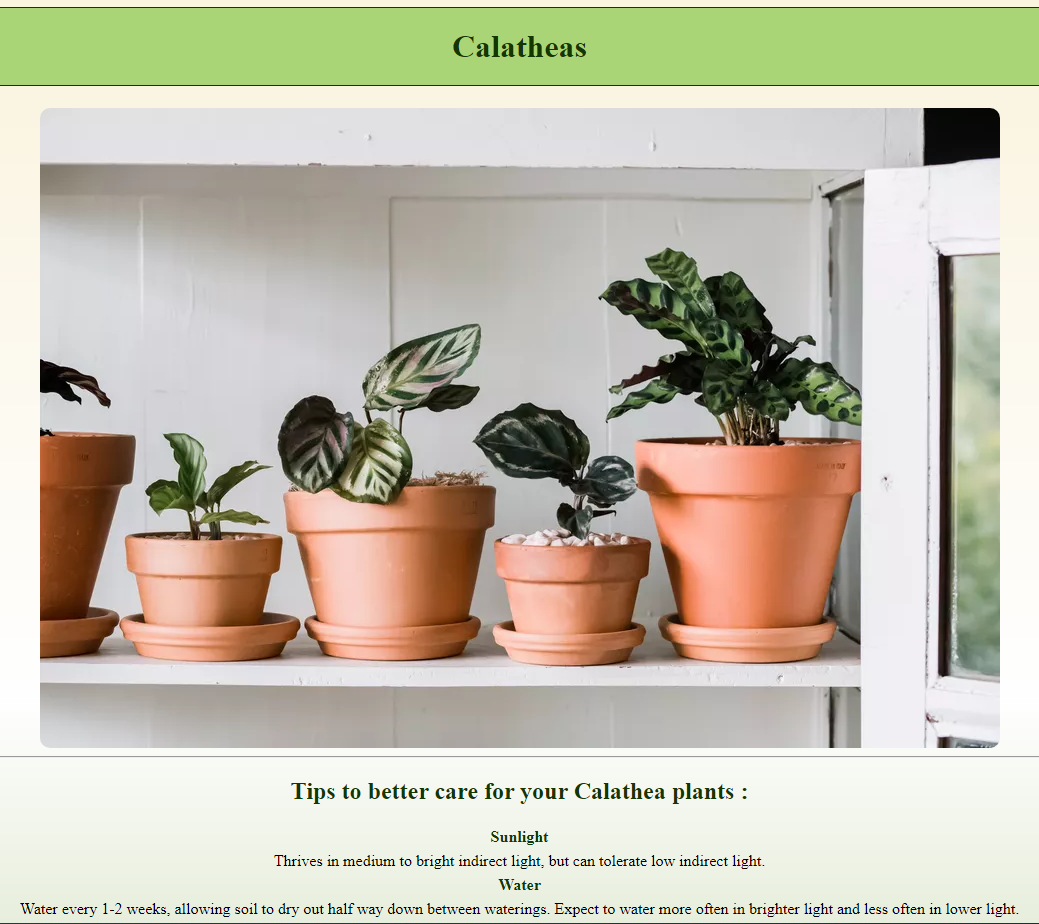 Calatheas
Tips to better care for your Calathea plants :
Sunlight
Thrives in medium to bright indirect light, but can tolerate low indirect light.
Water
Water every 1-2 weeks, allowing soil to dry out half way down between waterings. Expect to water more often in brighter light and less often in lower light.